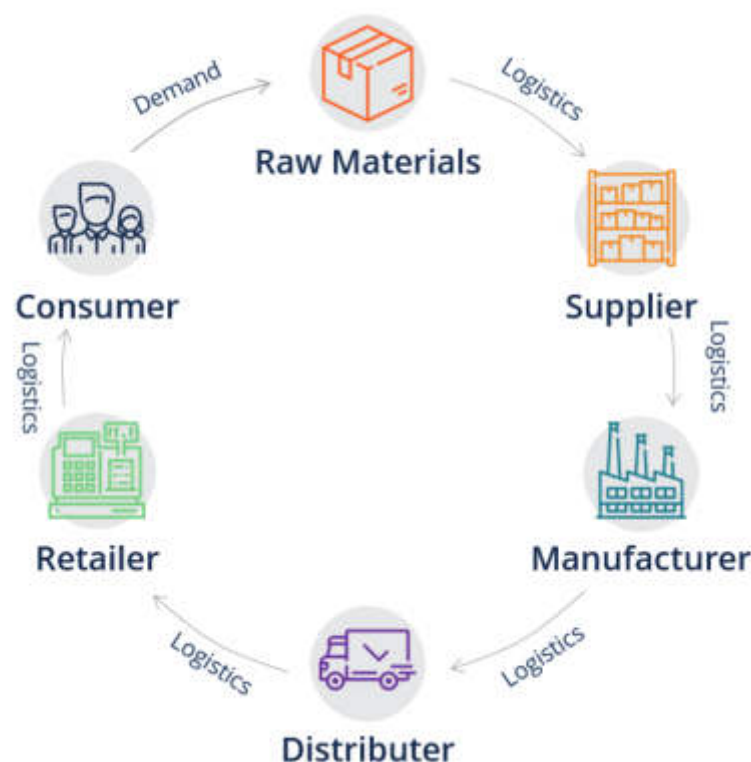 Demand
Logistics
Raw Materials
Consumer
Supplier
Logistics
Logistics
Retailer
Manufacturer
Logistics
Logistics
Distributer